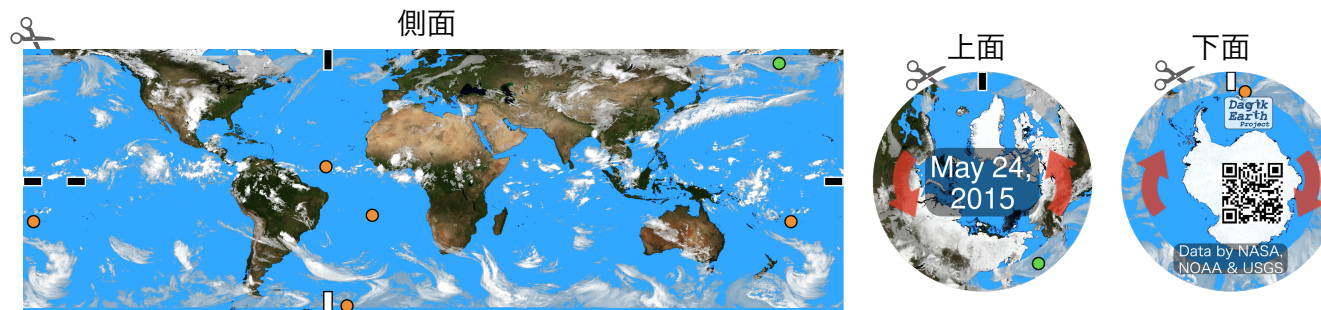 側面
上面
下面
May 24,
2015
Dagik
Earth
Project
Data by NASA,
NOAA & USGS